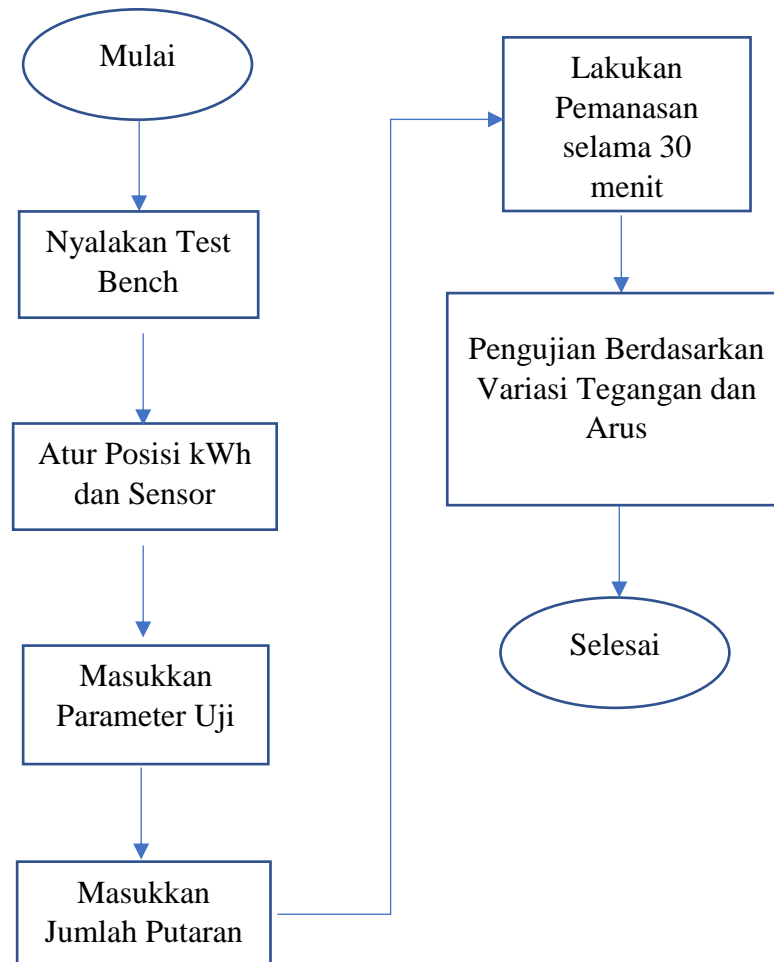 Mulai
Nyalakan Test
Bench
Atur Posisi kWh
dan Sensor
Masukkan
Parameter Uji
Masukkan
Jumlah Putaran
Lakukan
Pemanasan
selama 30
menit
Pengujian Berdasarkan
Variasi Tegangan dan
Arus
Selesai